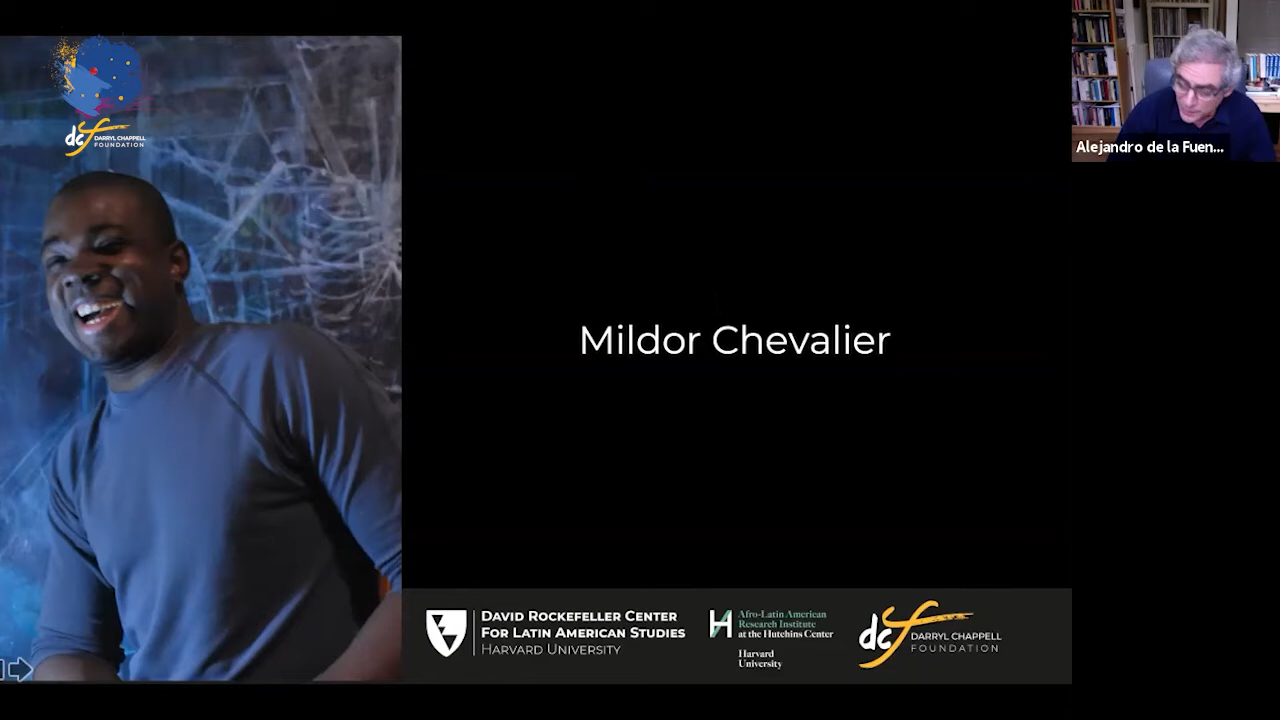 dcf DARRYL CHAPPELL
FOUNDATION
Alejandro de la Fuen...
Mildor Chevalier
DAVID ROCKEFELLER CENTER
FOR LATIN AMERICAN STUDIES
HARVARD UNIVERSITY
Afro-Latin American
Research Institute
at the Hutchins Center
Harvard
University
dcf DARRYL CHAPPELL
FOUNDATION